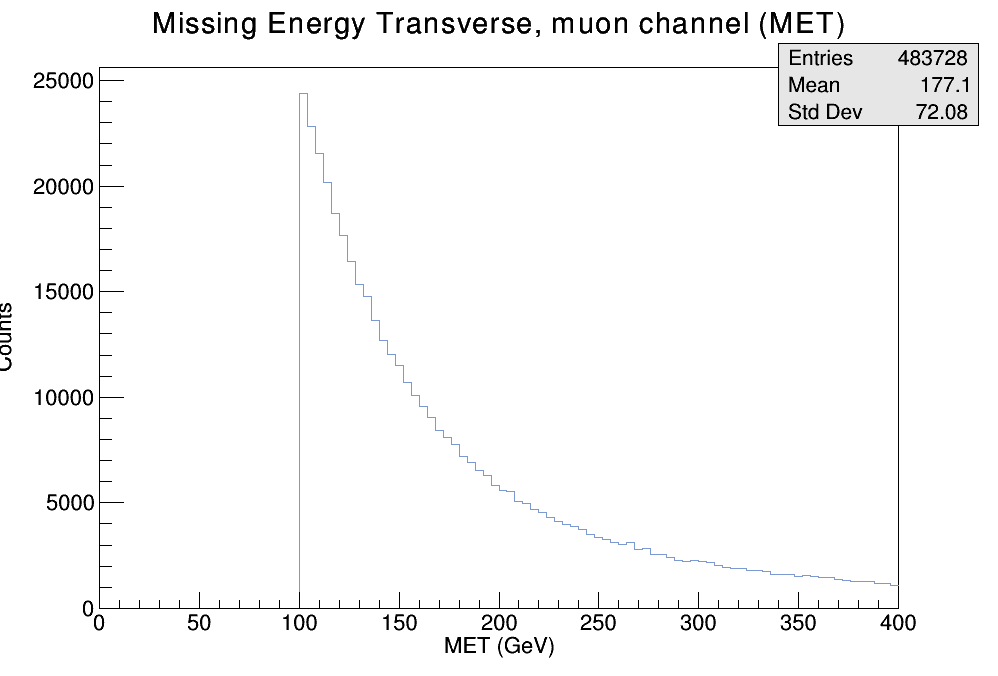 Missing Energy Transverse, muon channel (MET)
Entries 483728
Mean 177.1
Std Dev 72.08
25000
20000
15000
10000
5000
0
Counts
0 50 100 150 200 250 300 350 400
MET (GeV)